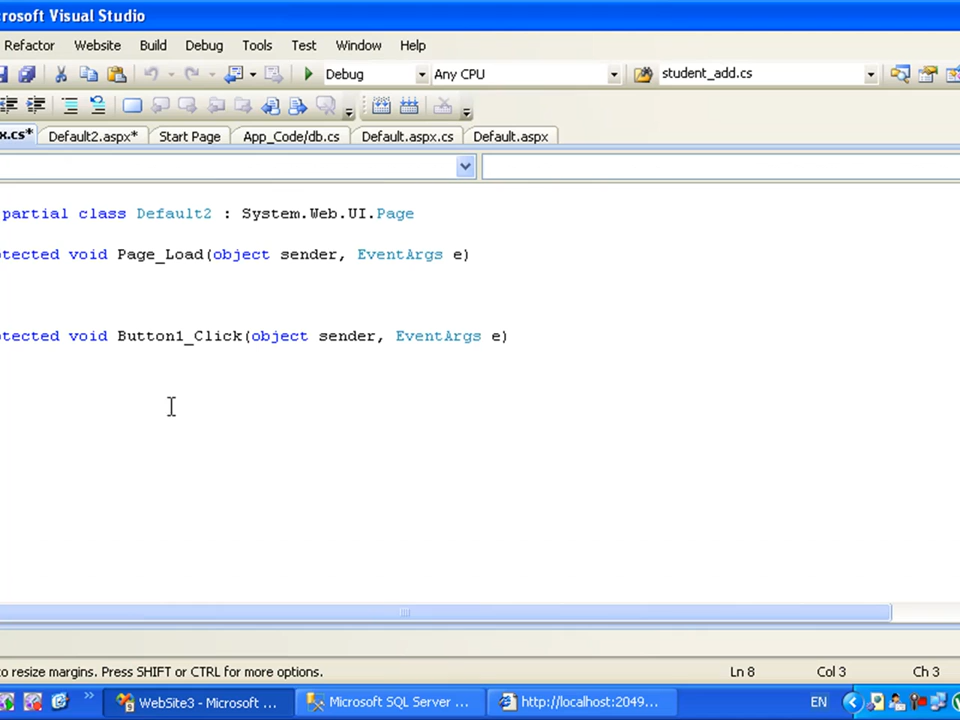 rosoft Visual Studio
Refactor Website Build Debug Tools Test Window Help
Debug Any CPU student_add.cs
x.cs* Default2.aspx* Start Page App_Code/db.cs Default.aspx.cs Default.aspx
partial class Default2 : System.Web.UI.Page
otected void Page_Load(object sender, EventArgs e)
otected void Button1_Click(object sender, EventArgs e)
to resize margins. Press SHIFT or CTRL for more options. Ln 8 Col 3 Ch 3
WebSite3 - Microsoft ... Microsoft SQL Server ... http://localhost:2049... EN